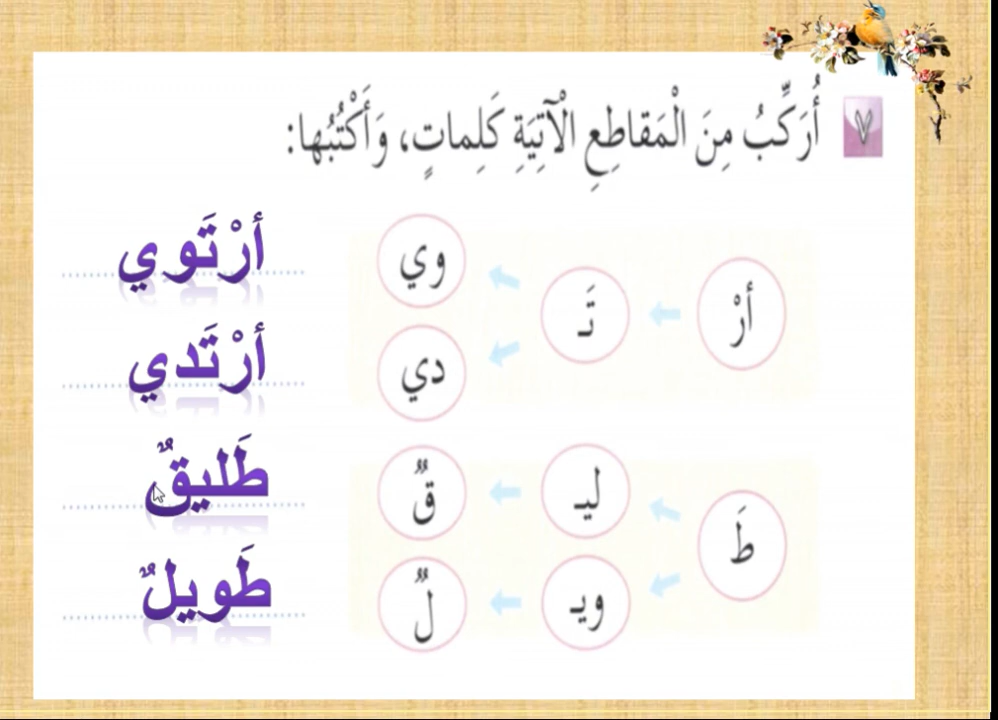 ٧ أُرَكِّبُ مِنَ الْمَقاطِعِ الْآتِيَةِ كَلِماتٍ، وَأَكْتُبُها:
أرْ
تَـ
وي
أرْتَوي
دي
أرْتَدي
طَ
ليـ
قٌ
طَليقٌ
ويـ
لٌ
طَويلٌ